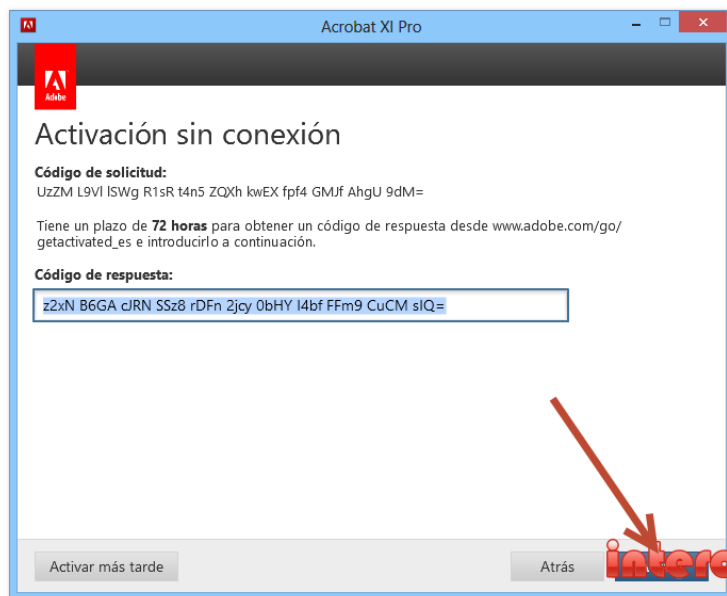 Acrobat XI Pro
Adobe
Activación sin conexión
Código de solicitud:
UzZM L9Vl lSWg R1sR t4n5 ZQXh kwEX fpf4 GMJf AhgU 9dM=
Tiene un plazo de 72 horas para obtener un código de respuesta desde www.adobe.com/go/
getactivated_es e introducirlo a continuación.
Código de respuesta:
z2xN B6GA cJRN SSz8 rDFn 2jcy 0bHY I4bf FFm9 CuCM sIQ=
Activar más tarde
Atrás